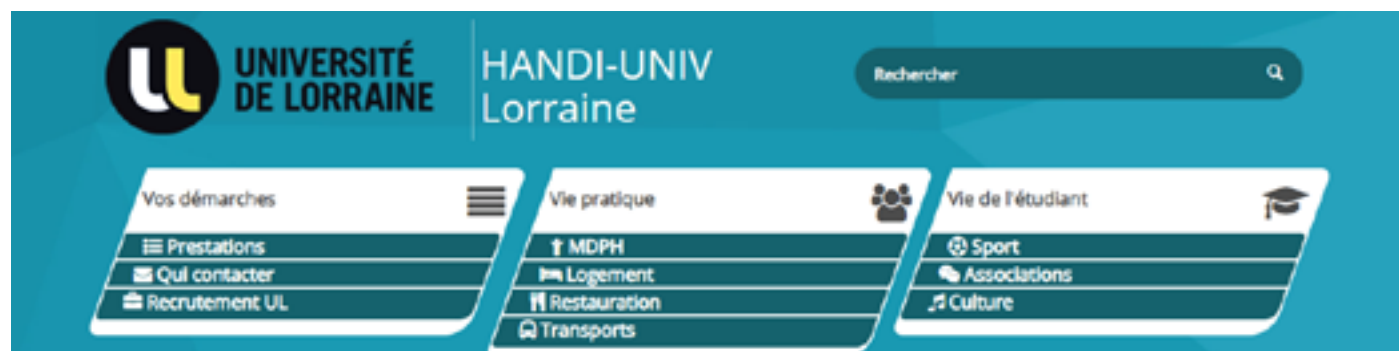 UNIVERSITÉ
DE LORRAINE
HANDI-UNIV
Lorraine
Rechercher
Vos démarches
Prestations
Qui contacter
Recrutement UL
Vie pratique
MDPH
Logement
Restauration
Transports
Vie de l'étudiant
Sport
Associations
Culture